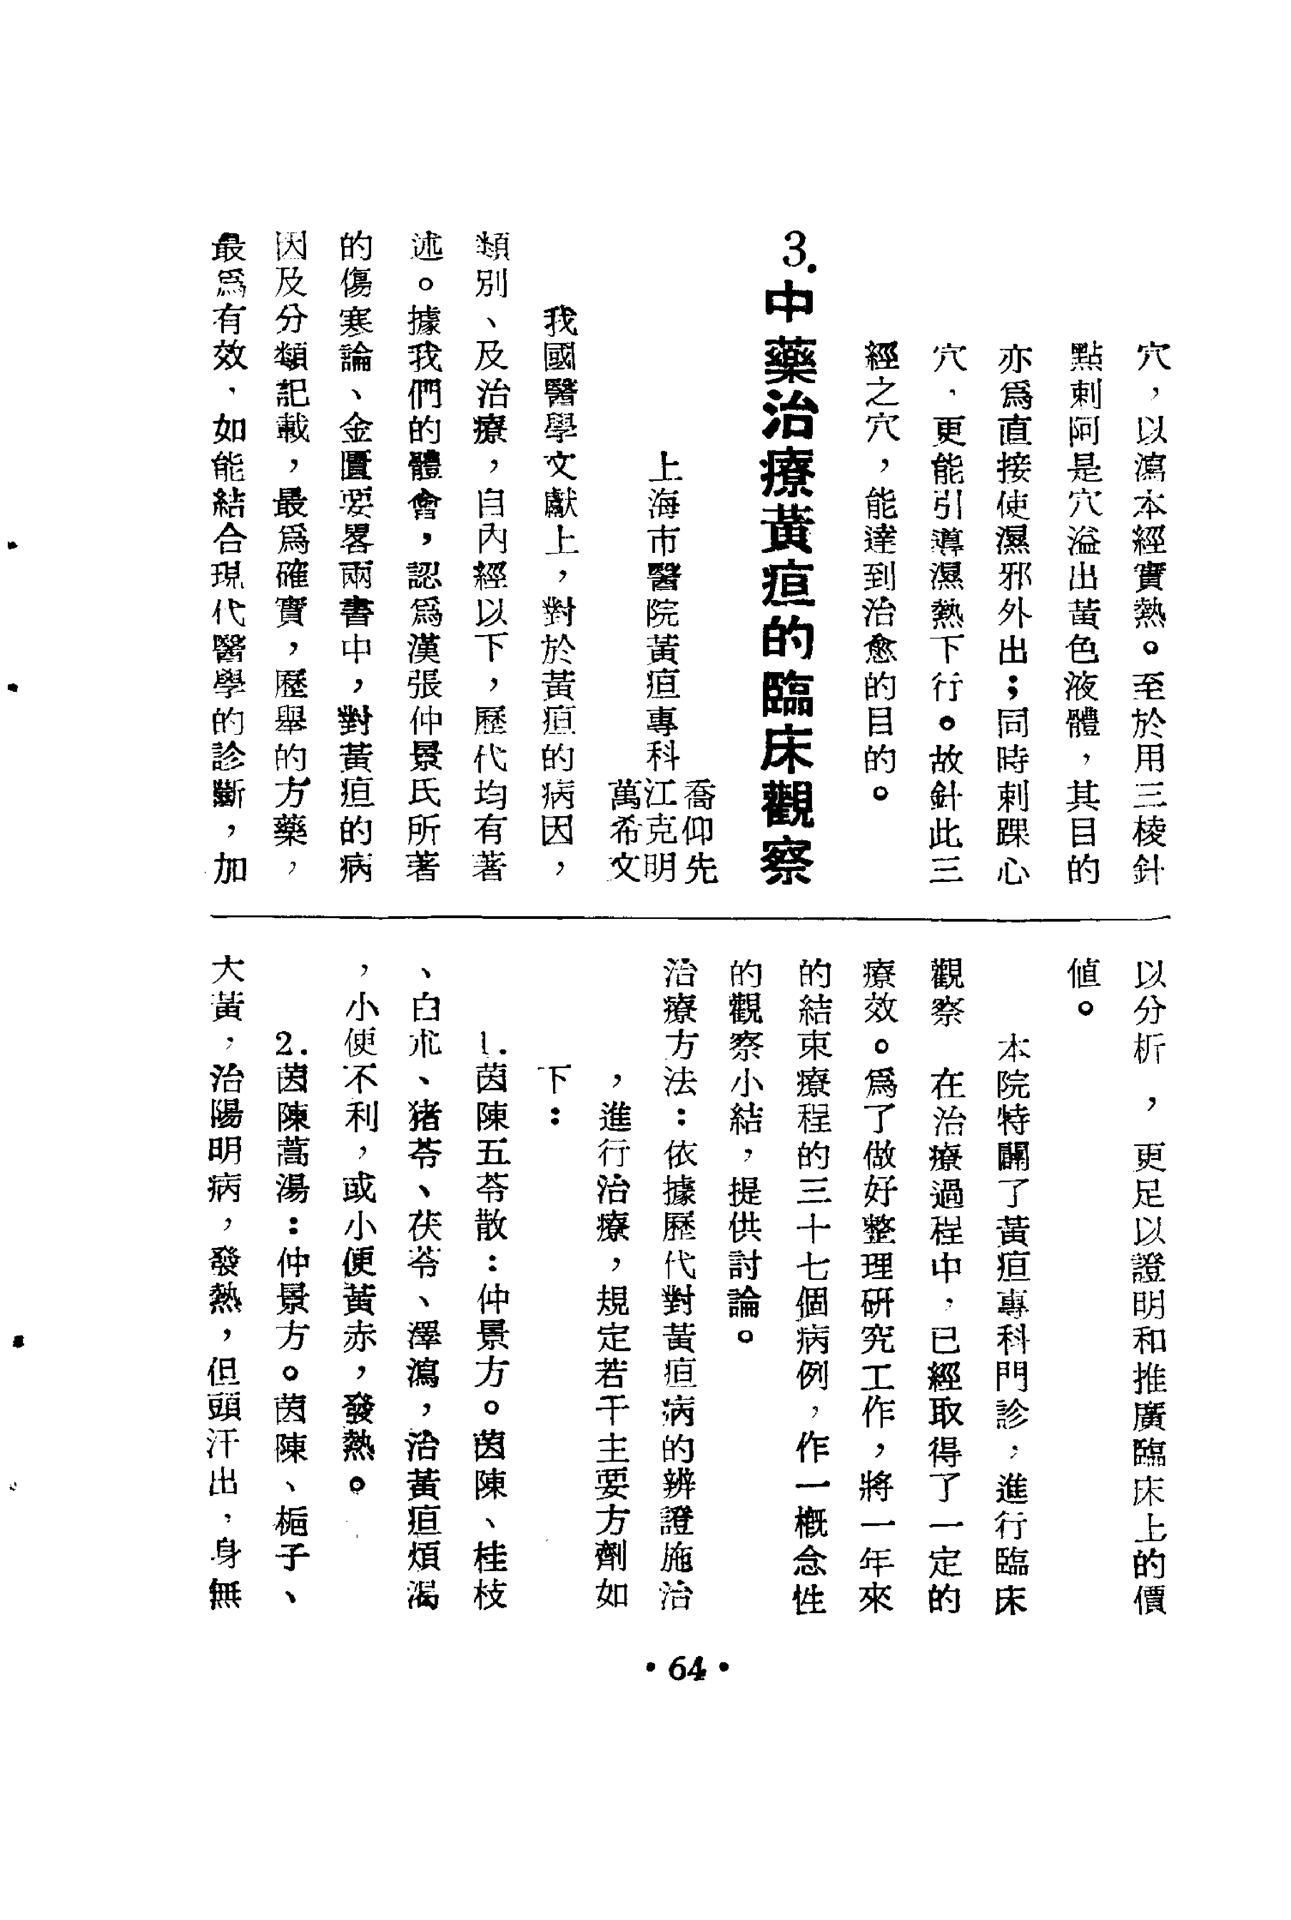 穴，以瀉本經實熱。至於用三棱針
點刺阿是穴溢出黃色液體，其目的
亦爲直接使濕邪外出；同時刺踝心
穴，更能引導濕熱下行。故針此三
經之穴，能達到治愈的目的。
3.中藥治療黃疸的臨床觀察
喬仰先
上海市醫院黃疸專科江克明
萬希文
我國醫學文獻上，對於黃疸的病因，
類別、及治療，自內經以下，歷代均有著
述。據我們的體會，認爲漢張仲景氏所著
的傷寒論、金匱要畧兩書中，對黃疸的病
因及分類記載，最爲確實，歷舉的方藥，
最爲有效，如能結合現代醫學的診斷，加
以分析，更足以證明和推廣臨床上的價
値。
本院特闢了黃疸專科門診，進行臨床
觀察　在治療過程中，已經取得了一定的
療效。爲了做好整理研究工作，將一年來
的結束療程的三十七個病例，作一概念性
的觀察小結，提供討論。
治療方法：依據歷代對黃疸病的辨證施治
，進行治療，規定若干主要方劑如
下：
1.茵陳五苓散：仲景方。茵陳、桂枝
、白朮、猪苓、茯苓、澤瀉，治黃疸煩渴
，小便不利，或小便黃赤，發熱。
2.茵陳蒿湯：仲景方。茵陳、梔子、
大黃，治陽明病，發熱，但頭汗出，身無
•64•